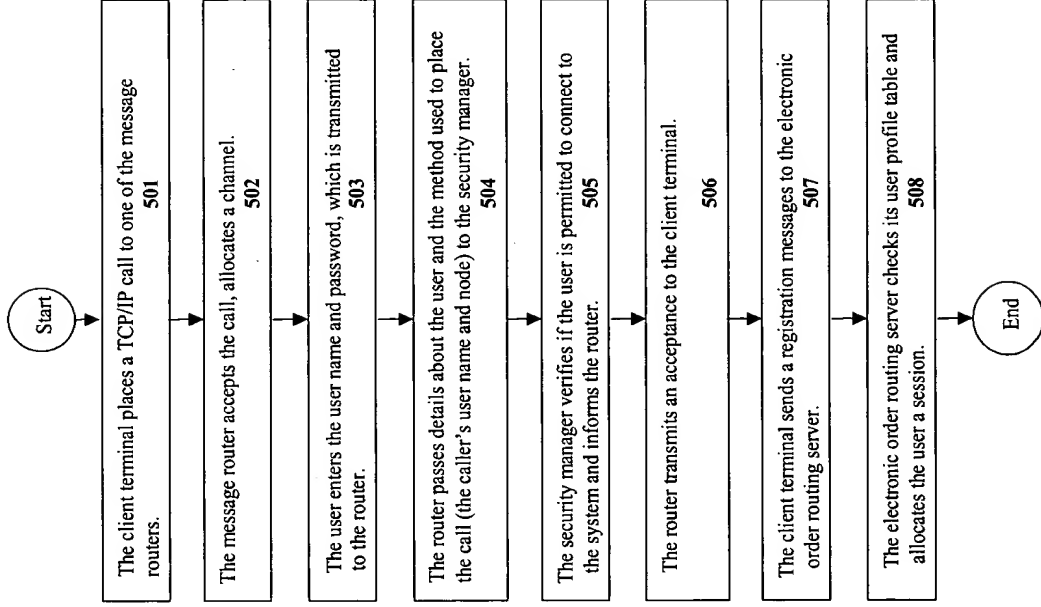 Start
The client terminal places a TCP/IP call to one of the message
routers.
501
The message router accepts the call, allocates a channel.
502
The user enters the user name and password, which is transmitted
to the router.
503
The router passes details about the user and the method used to place
the call (the caller's user name and node) to the security manager.
504
The security manager verifies if the user is permitted to connect to
the system and informs the router.
505
The router transmits an acceptance to the client terminal.
506
The client terminal sends a registration messages to the electronic
order routing server.
507
The electronic order routing server checks its user profile table and
allocates the user a session.
508
End